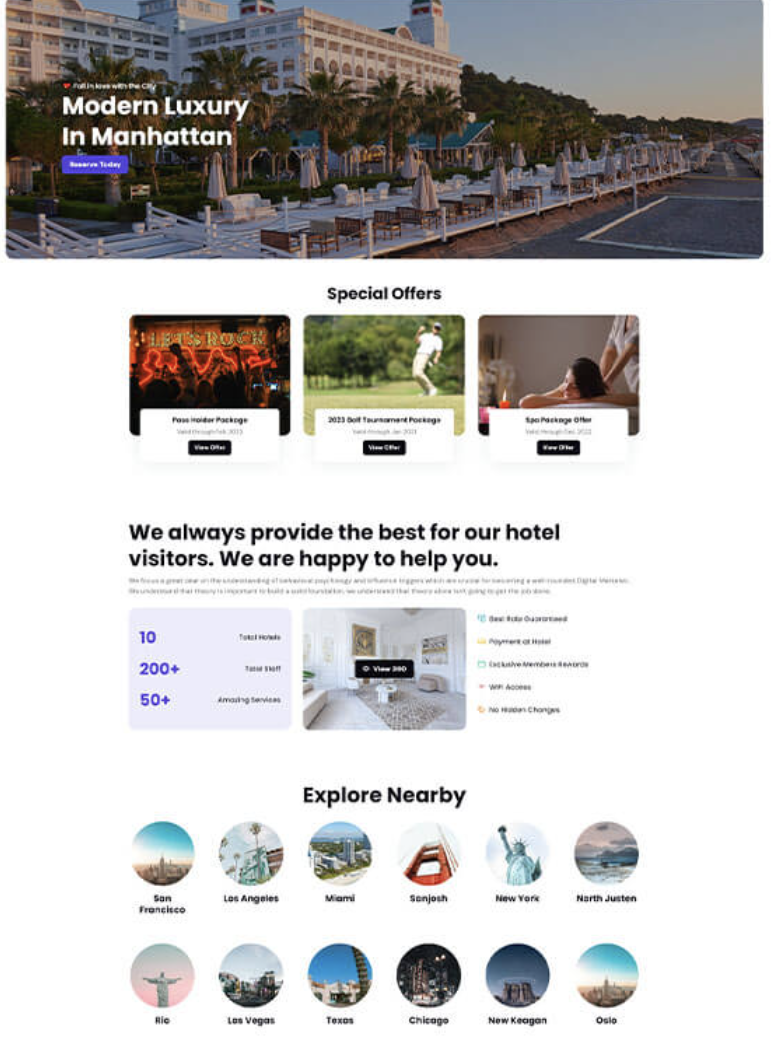 Fall in love with the City
Modern Luxury
In Manhattan
Reserve Today
Special Offers
LET'S ROCK
Pass Holder Package
Valid through Feb, 2023
View Offer
2023 Golf Tournament Package
Valid through Jan 2023
View Offer
Spa Package Offer
Valid through Dec, 2022
View Offer
We always provide the best for our hotel
visitors. We are happy to help you.
We focus a great deal on the understanding of behavioral psychology and influence triggers which are crucial for becoming a well rounded Digital Marketer.
We understand that theory is important to build a solid foundation, we understand that theory alone isn't going to get the job done.
10 Total Hotels
200+ Total Staff
50+ Amazing Services
View 360
Best Rate Guaranteed
Payment at Hotel
Exclusive Members Rewards
WiFi Access
No Hidden Changes
Explore Nearby
San
Francisco
Los Angeles
Miami
Sanjosh
New York
North Justen
Rio
Las Vegas
Texas
Chicago
New Keagan
Oslo